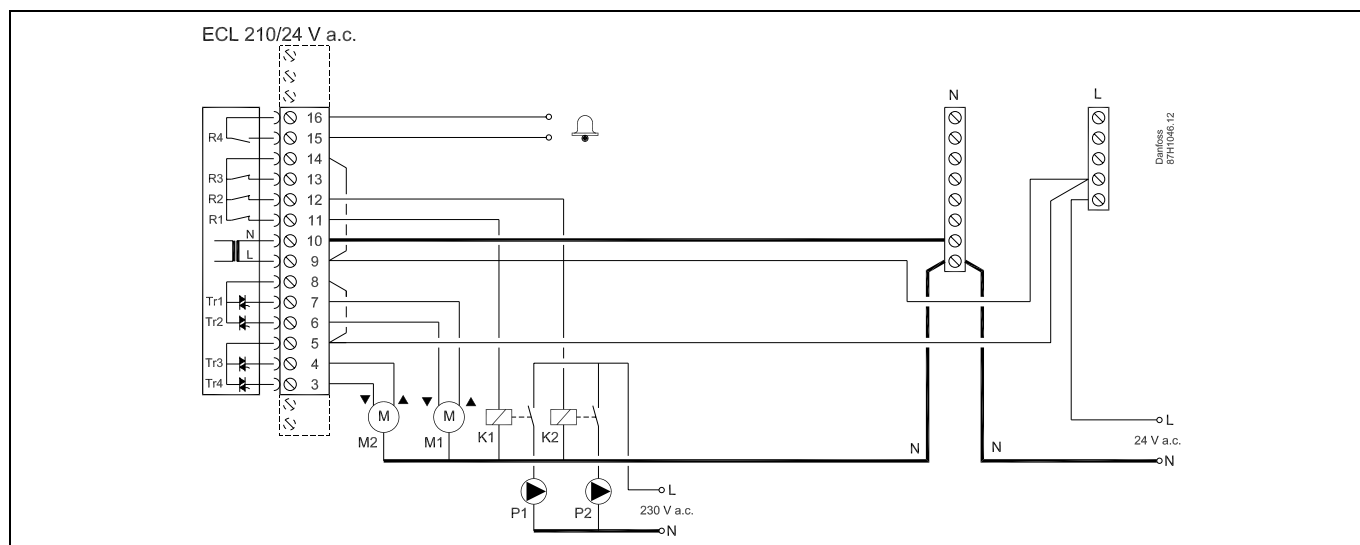 ECL 210/24 V a.c.
N
L
16
R4
15
14
R3
13
R2
12
R1
11
N
10
L
9
8
Tr1
7
Tr2
6
5
Tr3
4
Tr4
3
Danfoss
87H1046.12
M
M
M2
M1
K1
K2
N
N
L
24 V a.c.
N
P1
P2
L
230 V a.c.
N